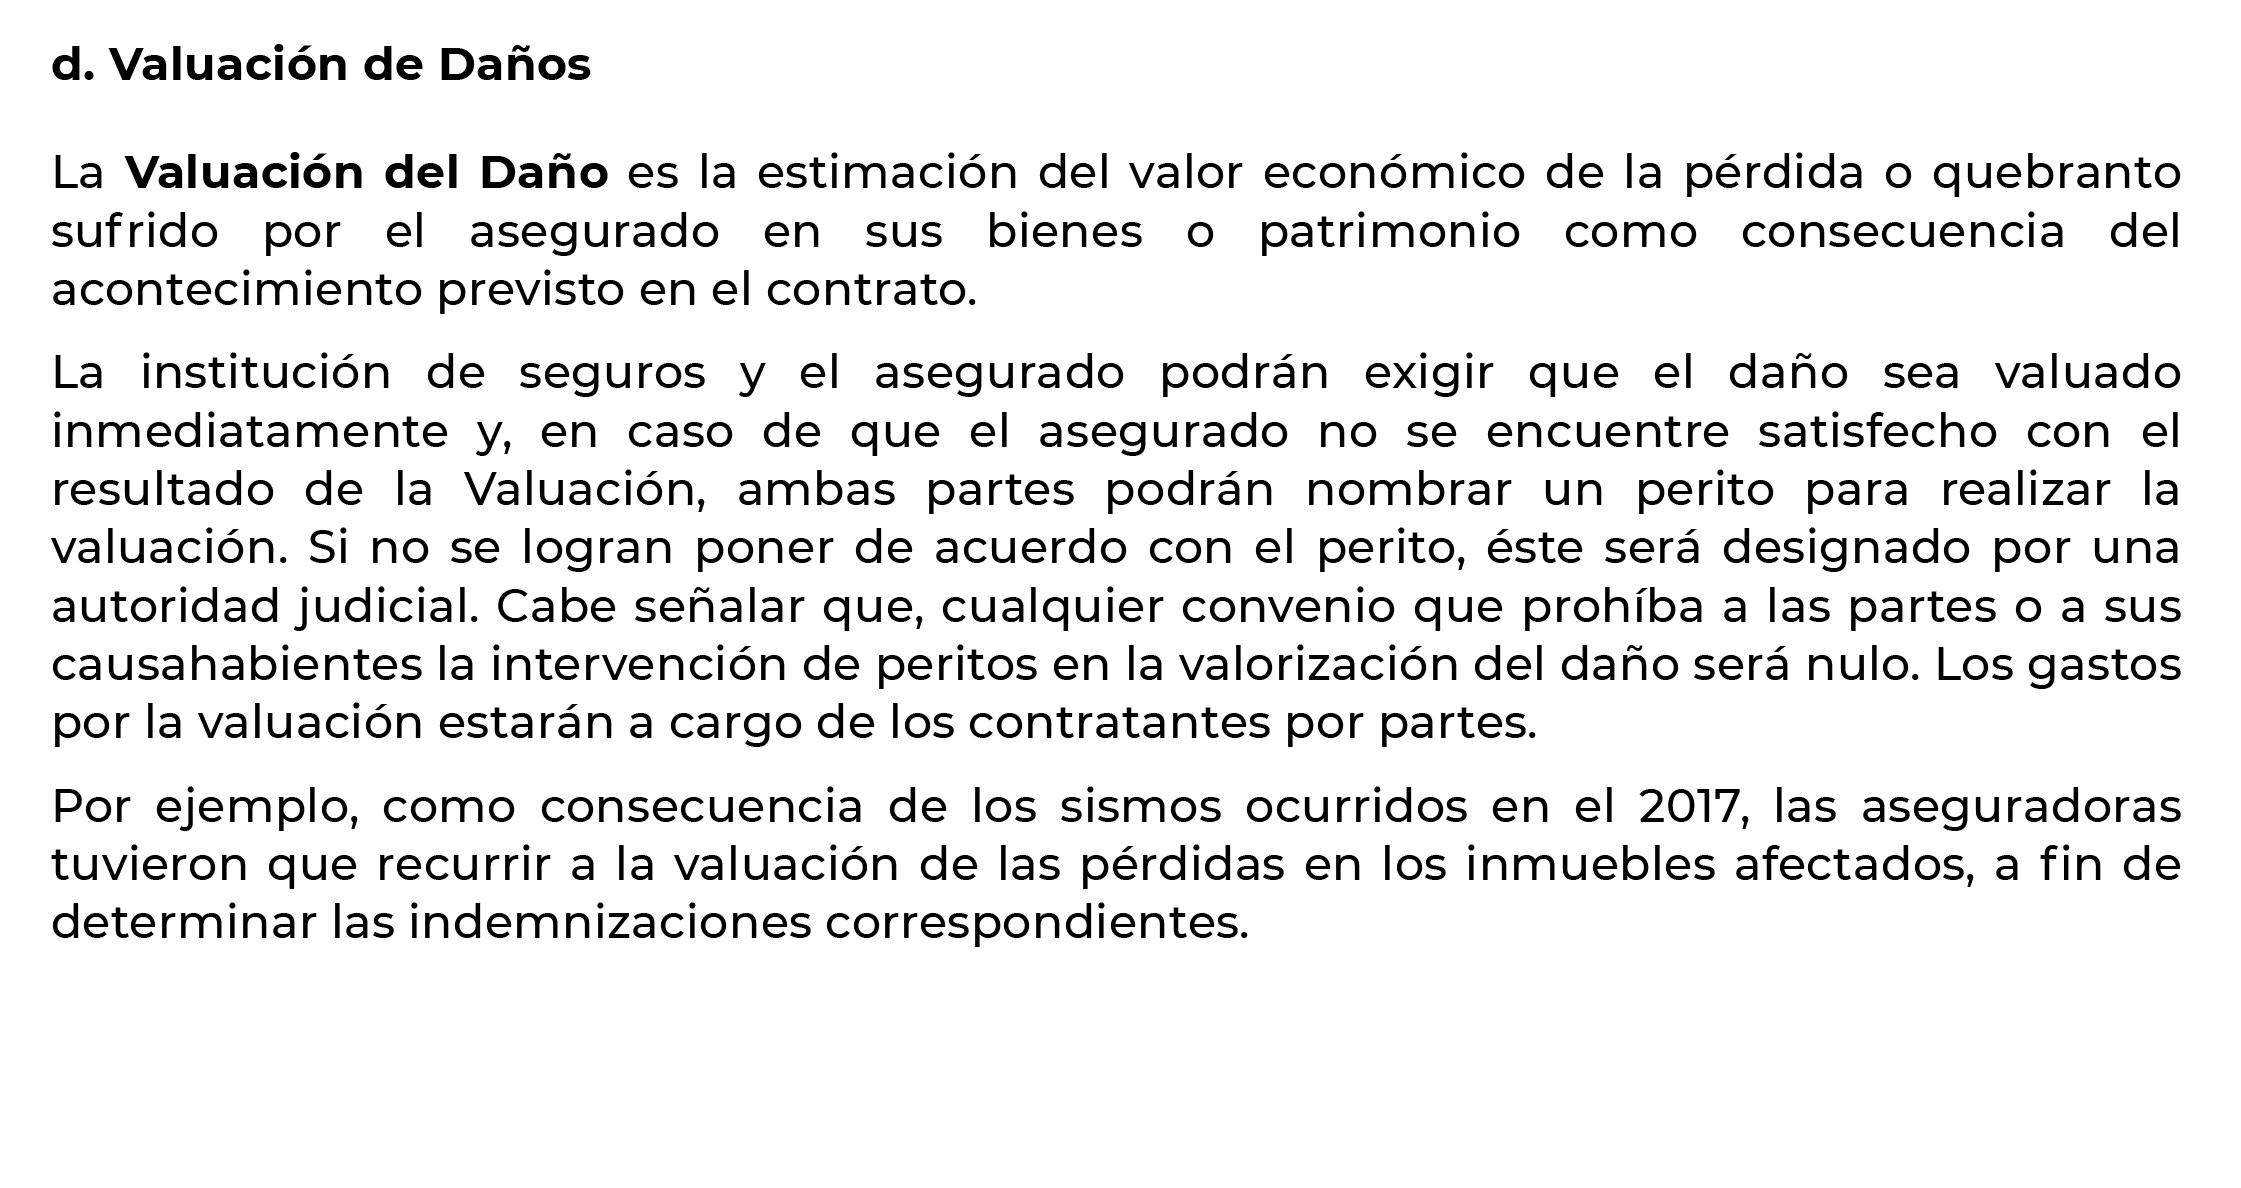 d. Valuación de Daños
La Valuación del Daño es la estimación del valor económico de la pérdida o quebranto
sufrido por el asegurado en sus bienes o patrimonio como consecuencia del
acontecimiento previsto en el contrato.
La institución de seguros y el asegurado podrán exigir que el daño sea valuado
inmediatamente y, en caso de que el asegurado no se encuentre satisfecho con el
resultado de la Valuación, ambas partes podrán nombrar un perito para realizar la
valuación. Si no se logran poner de acuerdo con el perito, éste será designado por una
autoridad judicial. Cabe señalar que, cualquier convenio que prohíba a las partes o a sus
causahabientes la intervención de peritos en la valorización del daño será nulo. Los gastos
por la valuación estarán a cargo de los contratantes por partes.
Por ejemplo, como consecuencia de los sismos ocurridos en el 2017, las aseguradoras
tuvieron que recurrir a la valuación de las pérdidas en los inmuebles afectados, a fin de
determinar las indemnizaciones correspondientes.